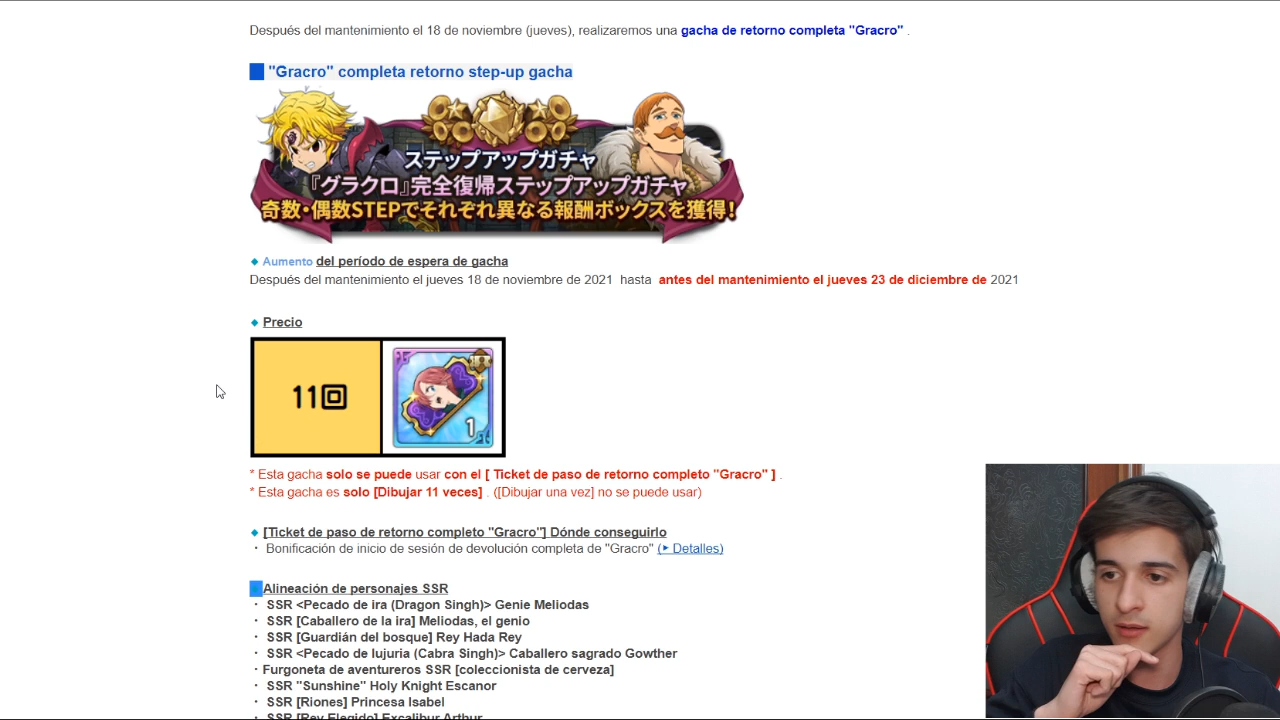 Después del mantenimiento el 18 de noviembre (jueves), realizaremos una gacha de retorno completa "Gracro" .
"Gracro" completa retorno step-up gacha
ステップアップガチャ
『グラクロ』完全復帰ステップアップガチャ
奇数・偶数STEPでそれぞれ異なる報酬ボックスを獲得!
◆ Aumento del período de espera de gacha
Después del mantenimiento el jueves 18 de noviembre de 2021 hasta antes del mantenimiento el jueves 23 de diciembre de 2021
◆ Precio
11回
1
* Esta gacha solo se puede usar con el [ Ticket de paso de retorno completo "Gracro" ] .
* Esta gacha es solo [Dibujar 11 veces] . ([Dibujar una vez] no se puede usar)
◆ [Ticket de paso de retorno completo "Gracro"] Dónde conseguirlo
・ Bonificación de inicio de sesión de devolución completa de "Gracro" (▶ Detalles)
Alineación de personajes SSR
・ SSR <Pecado de ira (Dragon Singh)> Genie Meliodas
・ SSR [Caballero de la ira] Meliodas, el genio
・ SSR [Guardián del bosque] Rey Hada Rey
・ SSR <Pecado de lujuria (Cabra Singh)> Caballero sagrado Gowther
・ Furgoneta de aventureros SSR [coleccionista de cerveza]
・ SSR "Sunshine" Holy Knight Escanor
・ SSR [Riones] Princesa Isabel
・ SSR [Rey Elegido] Excalibur Arthur